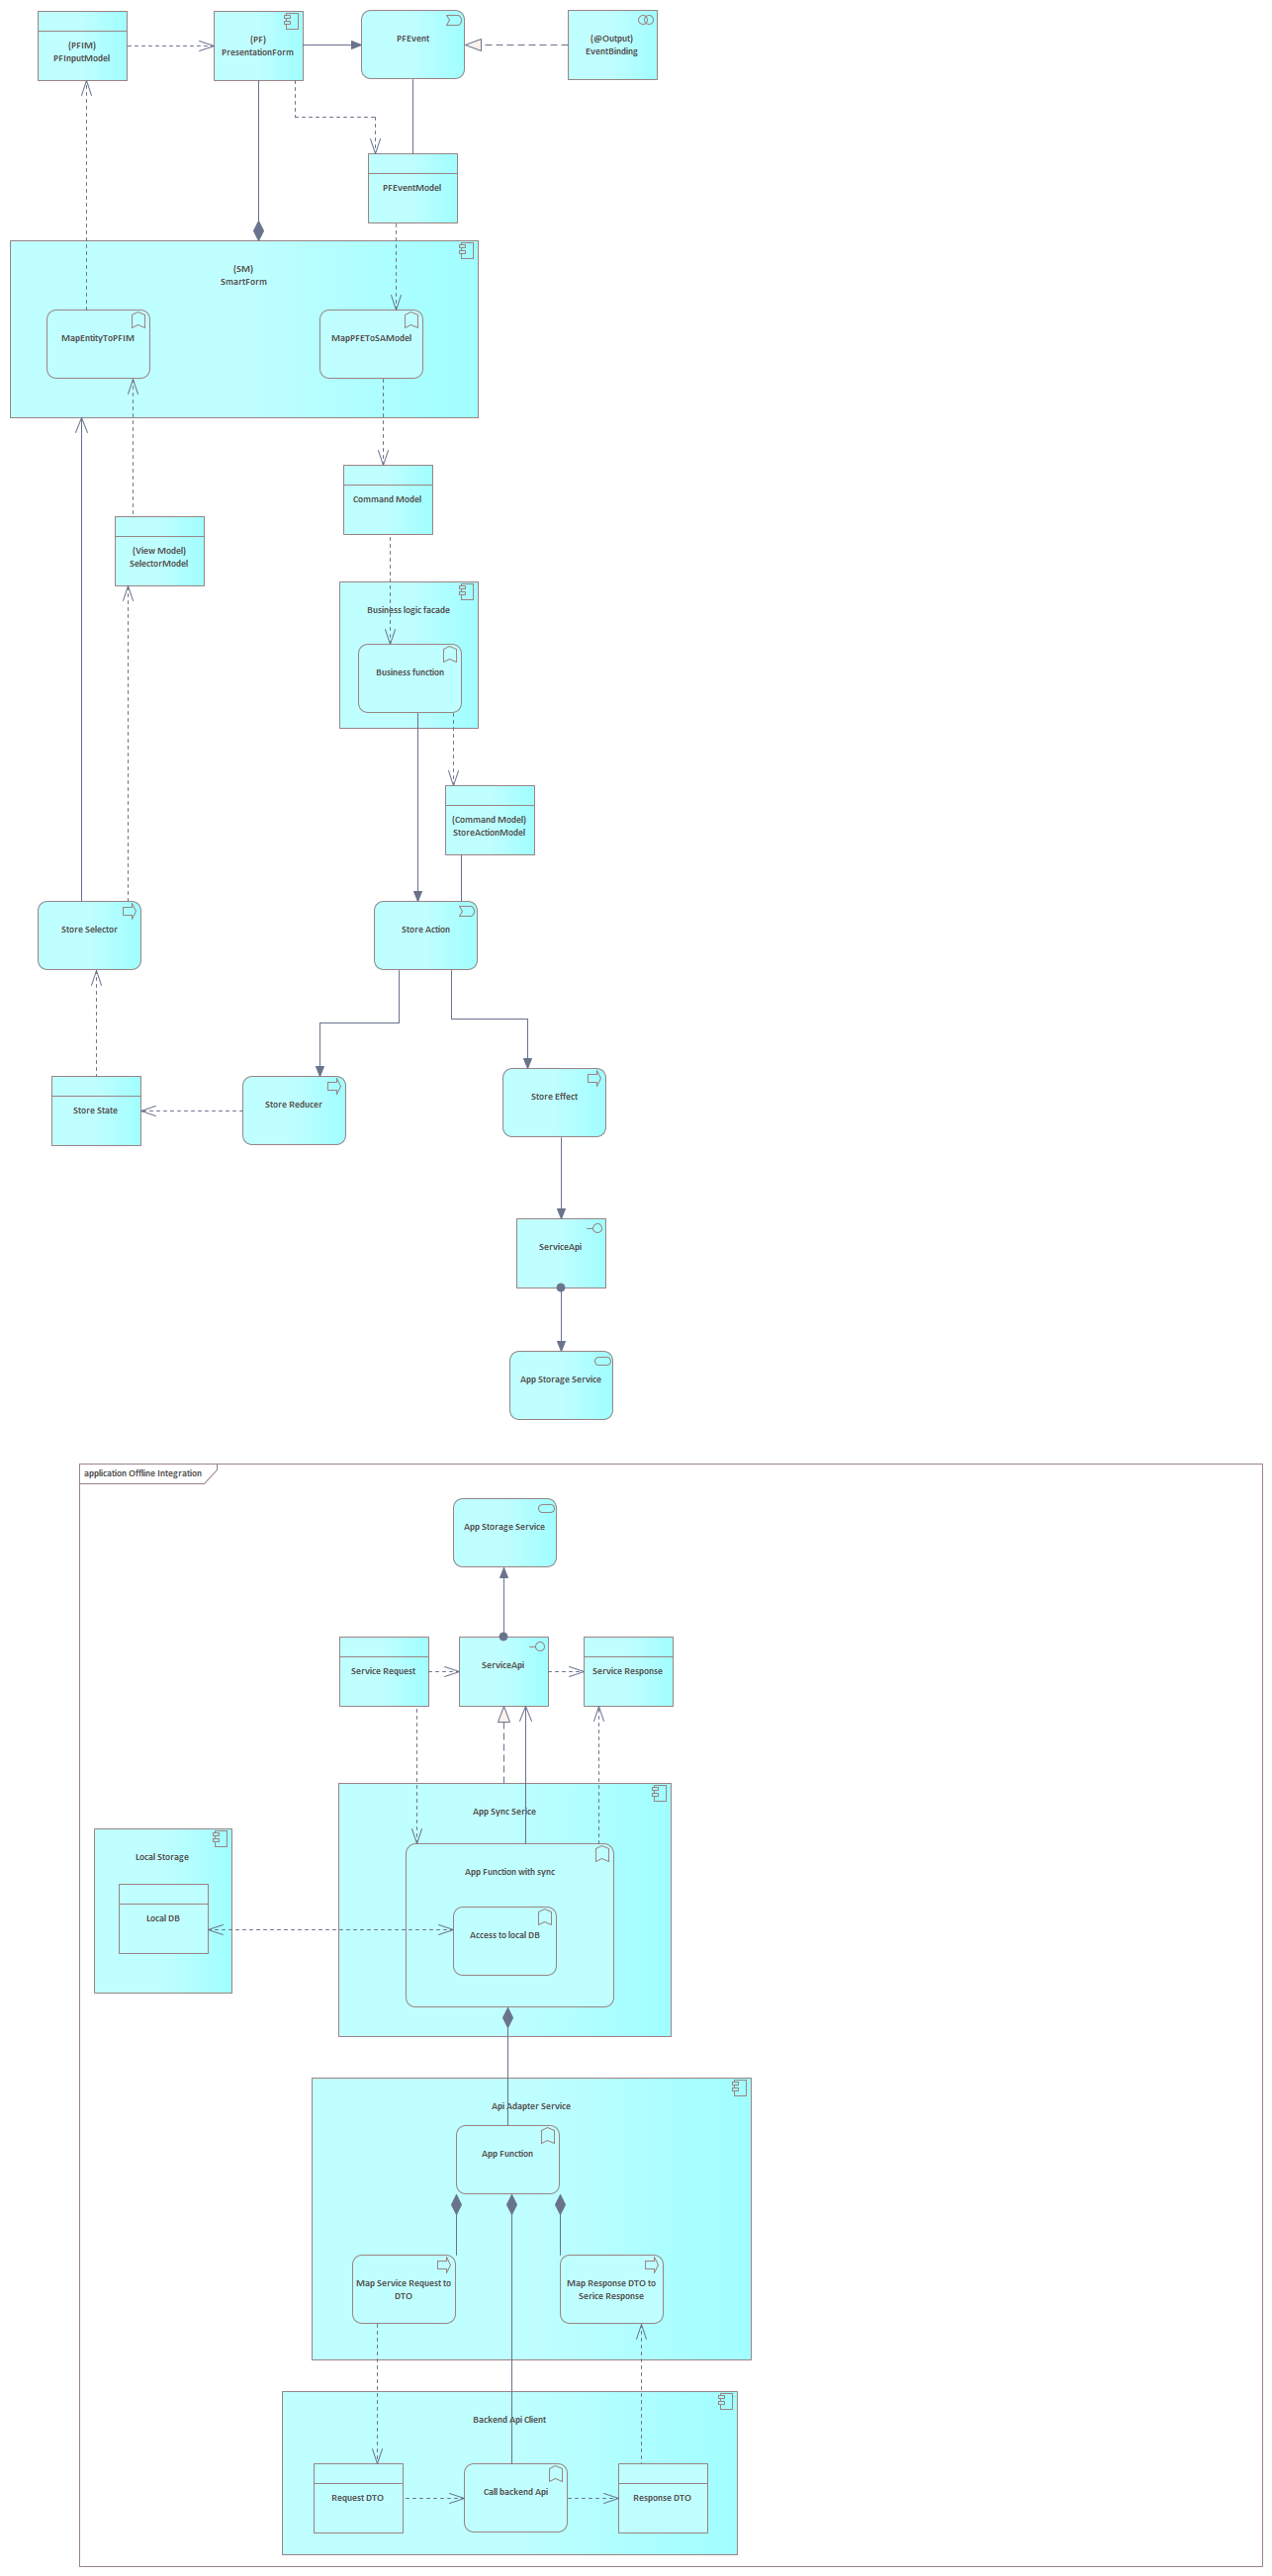 (PFIM)
PFInputModel
(PF)
PresentationForm
PFEvent
(@Output)
EventBinding
PFEventModel
(SM)
SmartForm
MapEntityToPFIM
MapPFEToSAModel
Command Model
(View Model)
SelectorModel
Business logic facade
Business function
(Command Model)
StoreActionModel
Store Selector
Store Action
Store State
Store Reducer
Store Effect
ServiceApi
App Storage Service
application Offline Integration
App Storage Service
Service Request
ServiceApi
Service Response
App Sync Serice
Local Storage
App Function with sync
Local DB
Access to local DB
Api Adapter Service
App Function
Map Service Request to
DTO
Map Response DTO to
Serice Response
Backend Api Client
Request DTO
Call backend Api
Response DTO